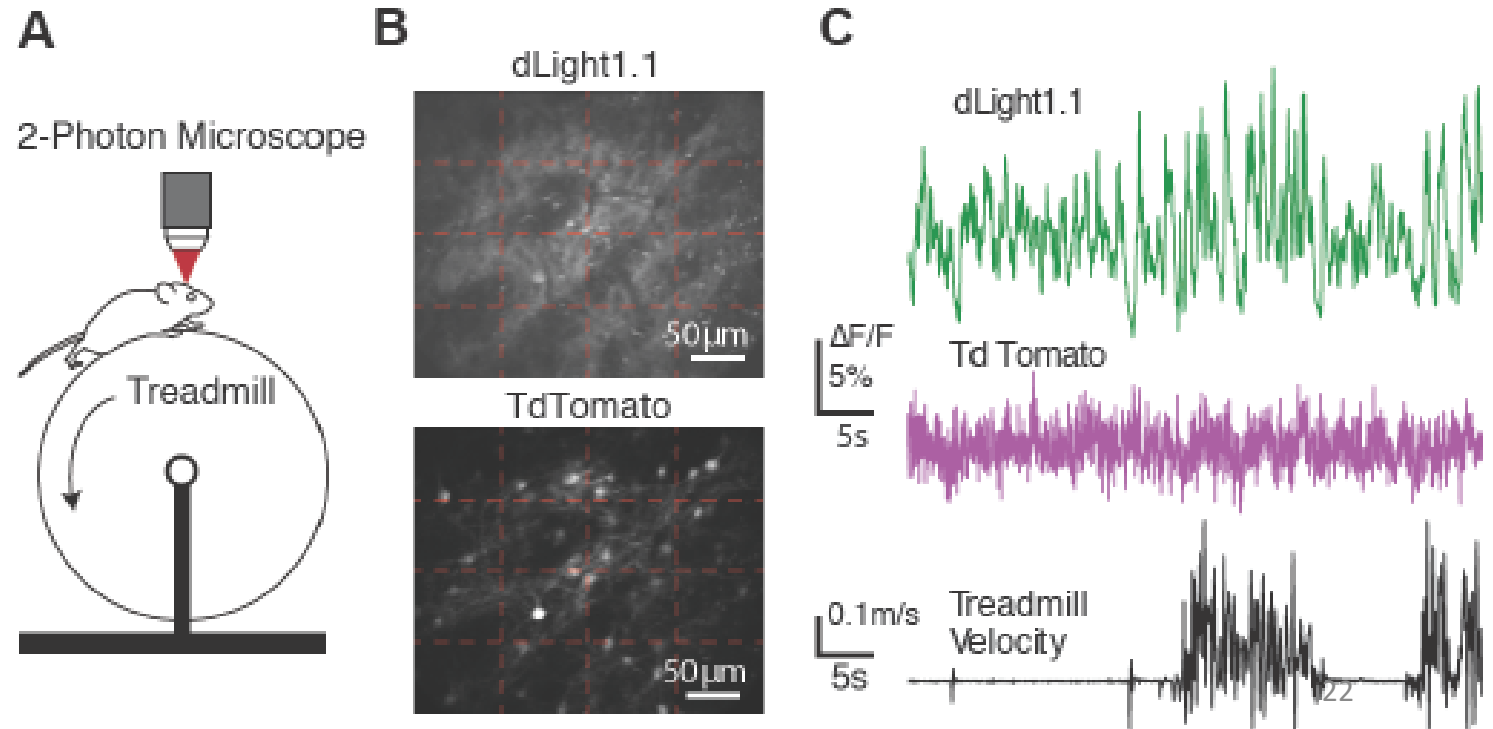 A
2-Photon Microscope
Treadmill
B
dLight1.1
50µm
TdTomato
50µm
C
dLight1.1
ΔF/F
5%
5s
Td Tomato
0.1m/s
5s
Treadmill
Velocity
22